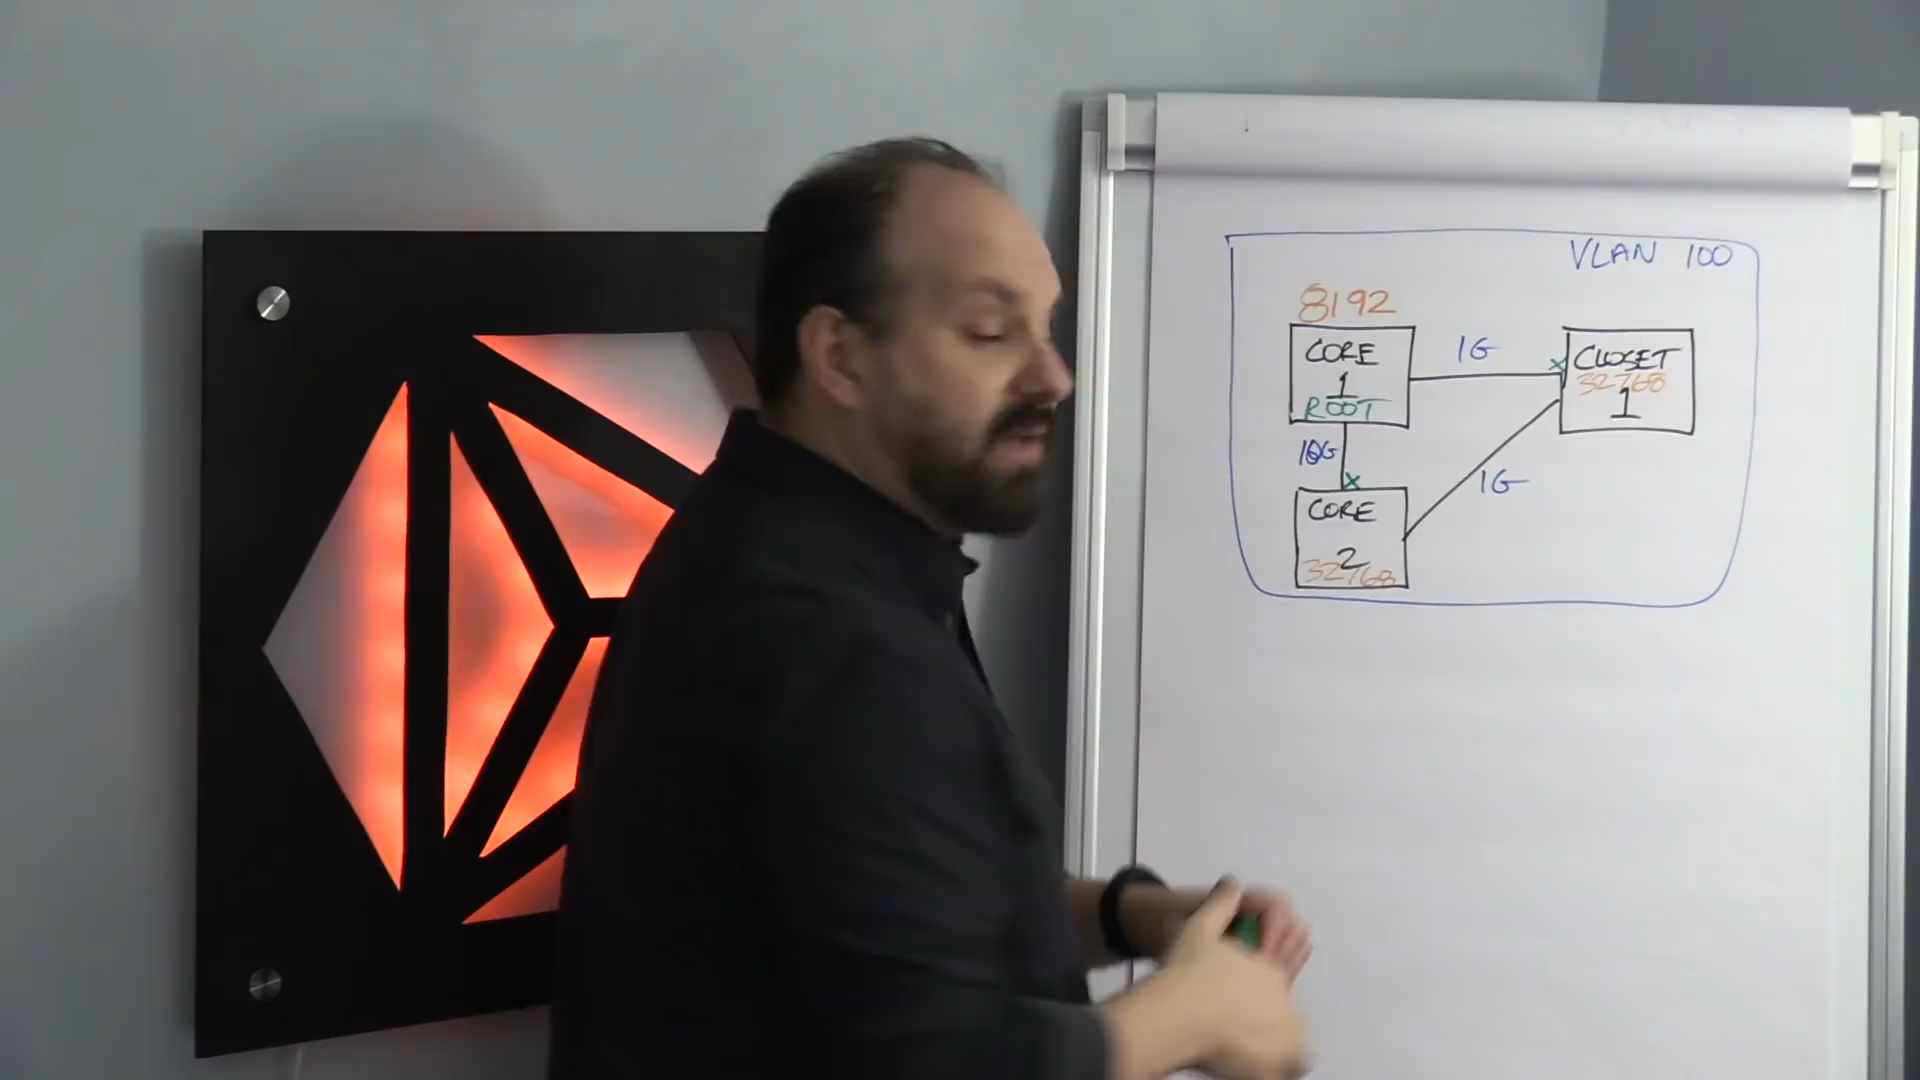 VLAN 100
8192
CORE
1
ROOT
1G
CLOSET
32768
1
10G
1G
CORE
2
32768